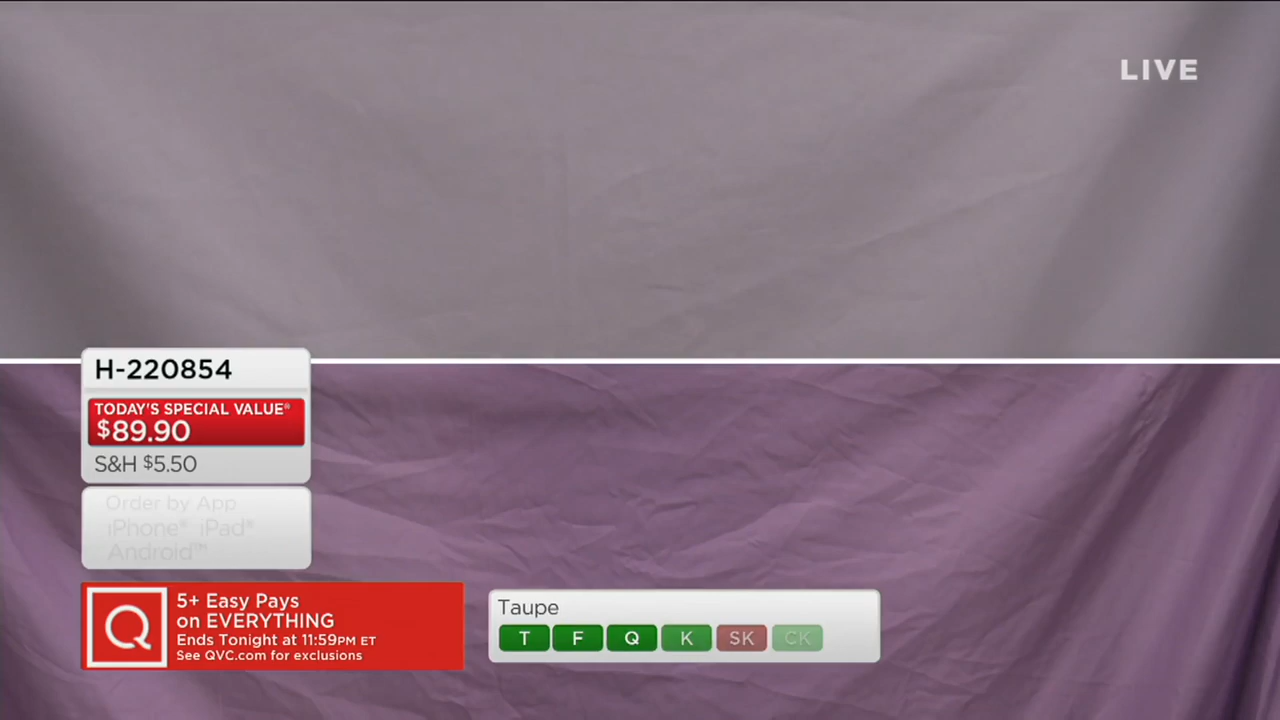 LIVE
H-220854
TODAY'S SPECIAL VALUE®
$89.90
S&H $5.50
Order by App
iPhone® iPad®
Android™
Q
5+ Easy Pays
on EVERYTHING
Ends Tonight at 11:59PM ET
See QVC.com for exclusions
Taupe
T F Q K SK CK